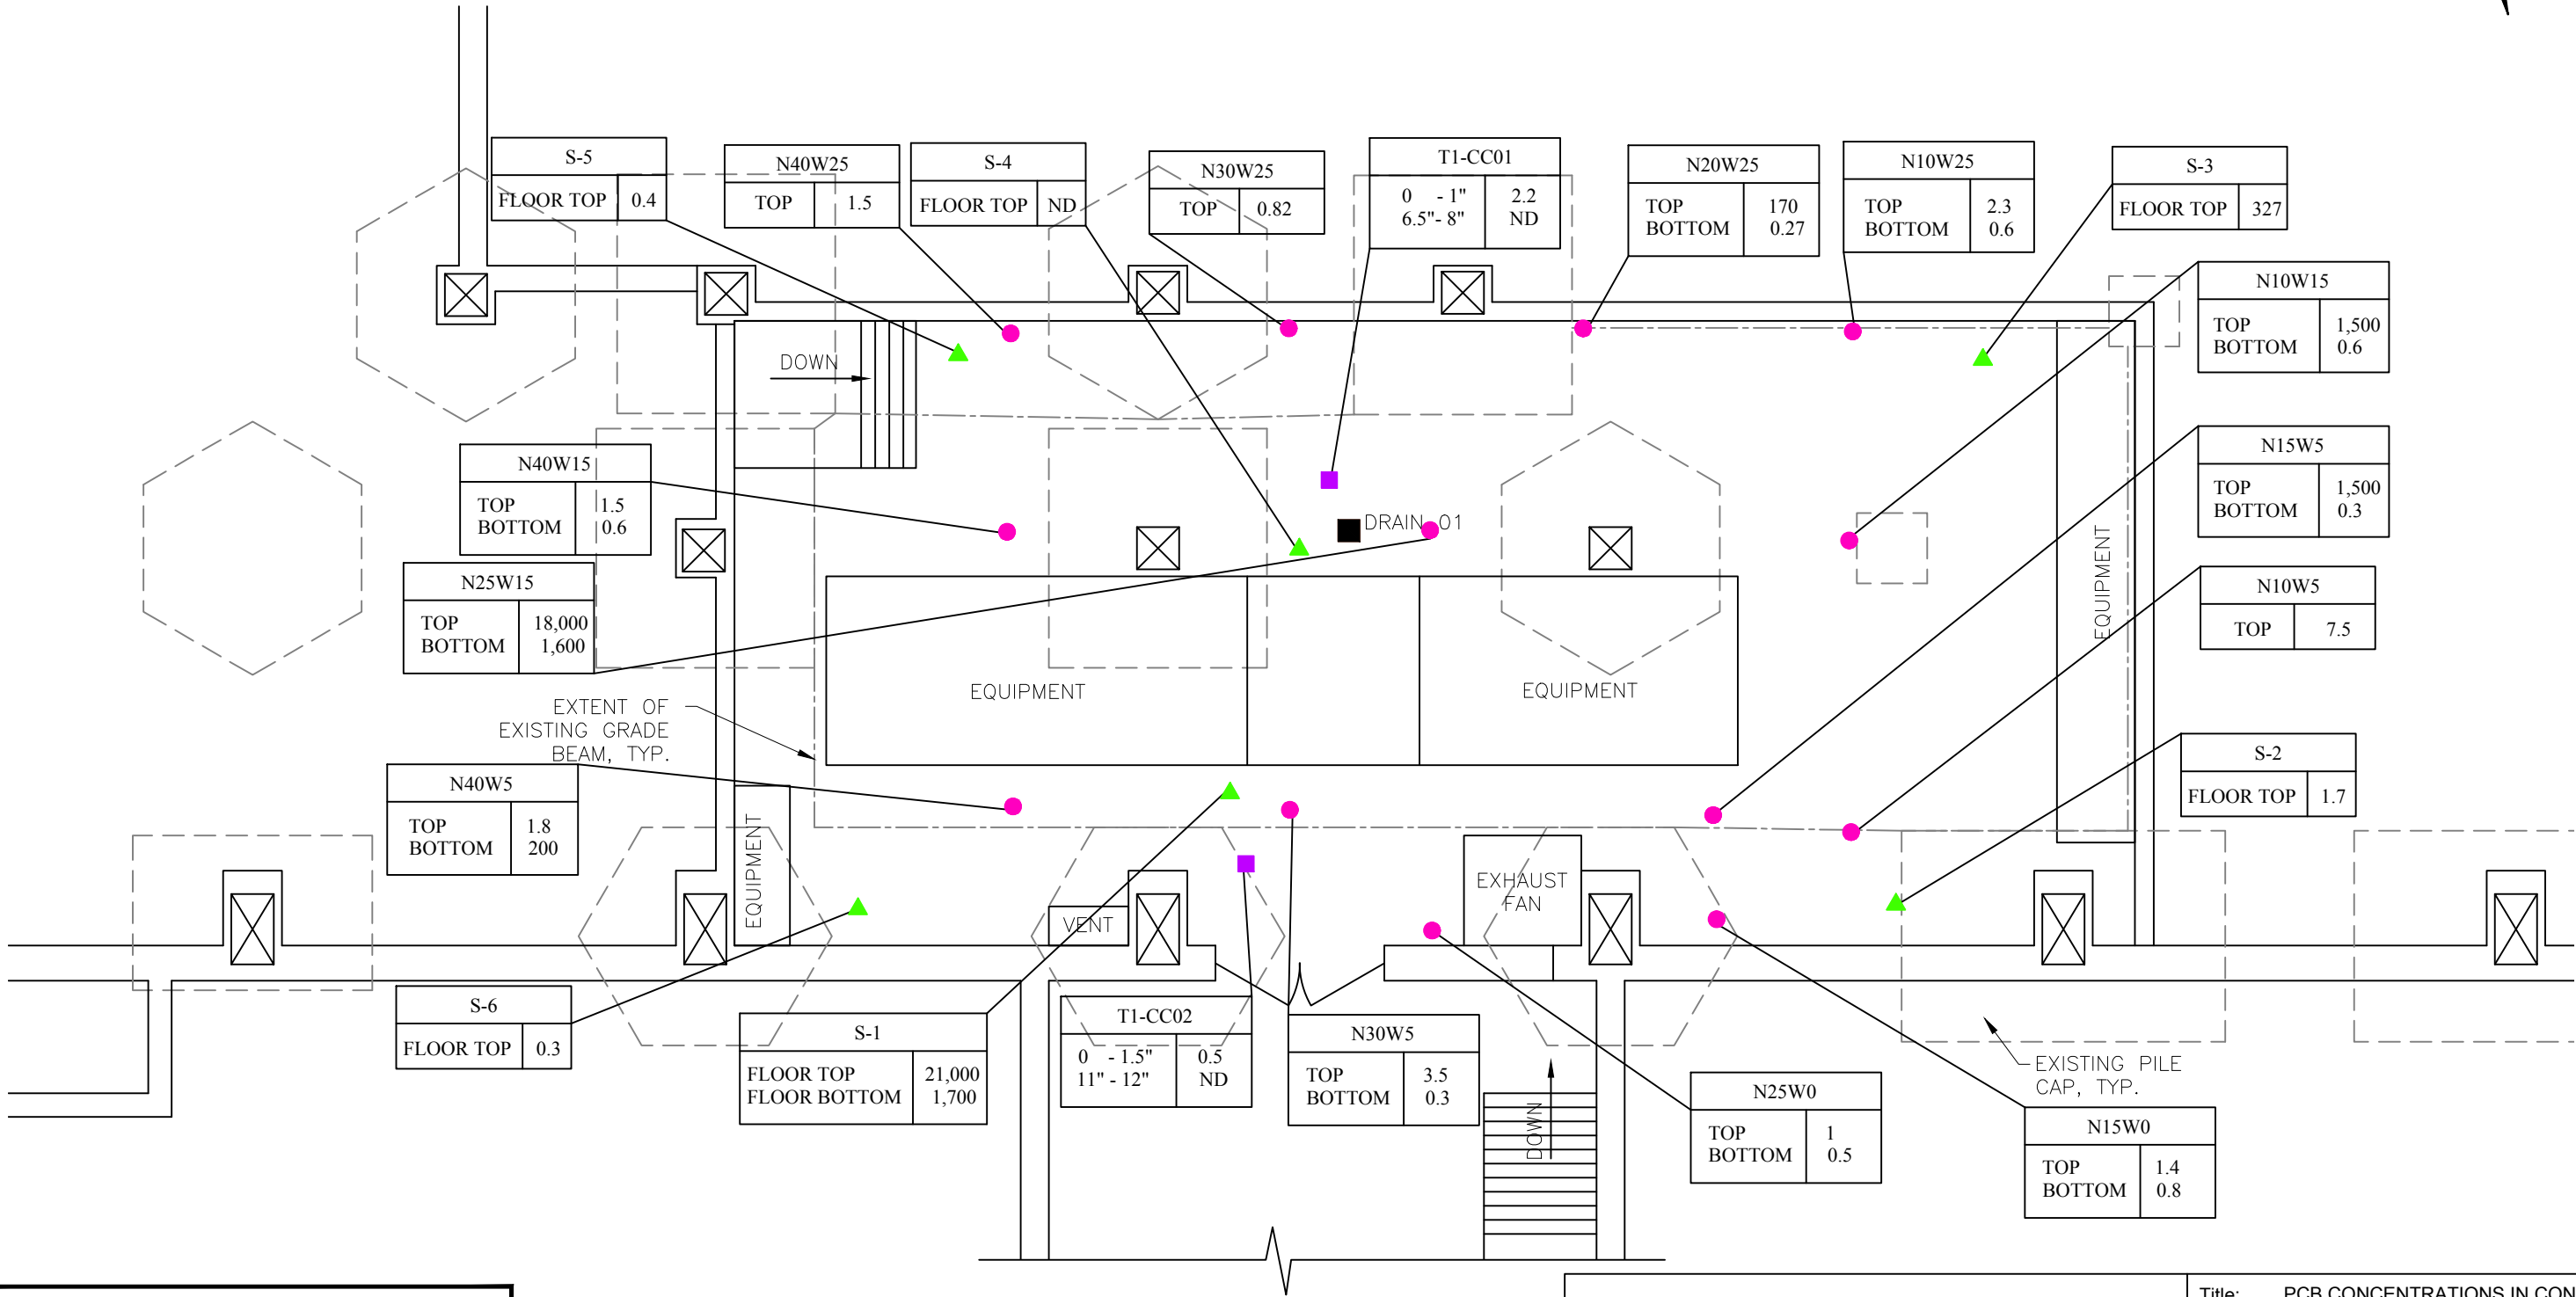 S-5
FLOOR TOP 0.4
N40W25
TOP 1.5
S-4
FLOOR TOP ND
N30W25
TOP 0.82
T1-CC01
0 - 1" 2.2
6.5"- 8" ND
N20W25
TOP 170
BOTTOM 0.27
N10W25
TOP 2.3
BOTTOM 0.6
S-3
FLOOR TOP 327
N10W15
TOP 1,500
BOTTOM 0.6
DOWN
N40W15
TOP 1.5
BOTTOM 0.6
DRAIN 01
N15W5
TOP 1,500
BOTTOM 0.3
EQUIPMENT
N25W15
TOP 18,000
BOTTOM 1,600
N10W5
TOP 7.5
EQUIPMENT
EQUIPMENT
EXTENT OF
EXISTING GRADE
BEAM, TYP.
S-2
FLOOR TOP 1.7
N40W5
TOP 1.8
BOTTOM 200
EQUIPMENT
VENT
EXHAUST
FAN
S-6
FLOOR TOP 0.3
S-1
FLOOR TOP 21,000
FLOOR BOTTOM 1,700
T1-CC02
0 - 1.5" 0.5
11" - 12" ND
N30W5
TOP 3.5
BOTTOM 0.3
DOWN
N25W0
TOP 1
BOTTOM 0.5
EXISTING PILE
CAP, TYP.
N15W0
TOP 1.4
BOTTOM 0.8
Title: PCB CONCENTRATIONS IN CON